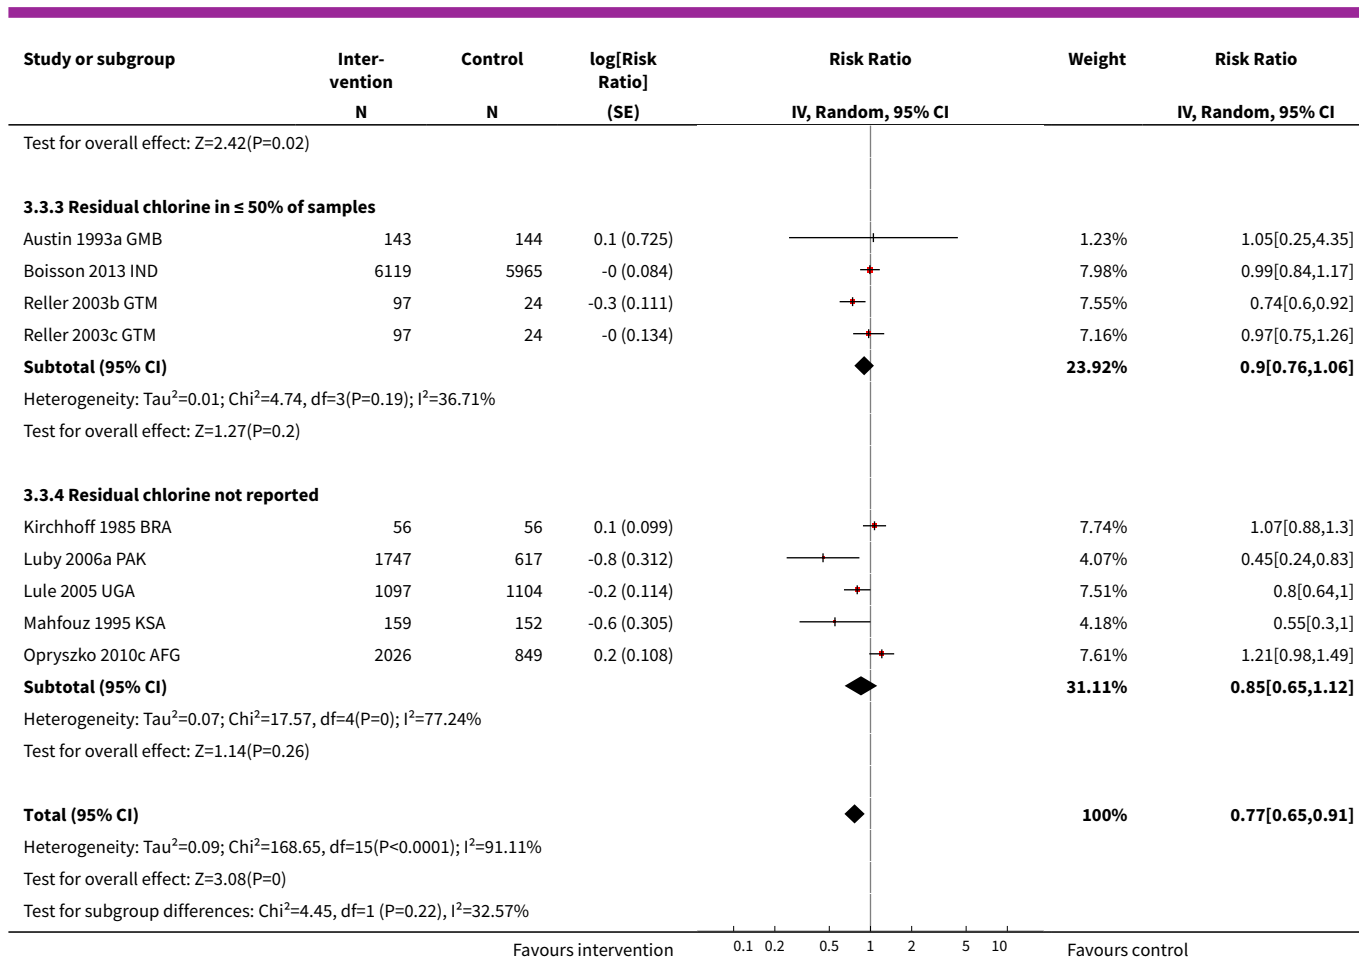 Study or subgroup Inter-vention Control log[Risk Ratio] Risk Ratio Weight Risk Ratio
N N (SE) IV, Random, 95% CI IV, Random, 95% CI
Test for overall effect: Z=2.42(P=0.02)
3.3.3 Residual chlorine in ≤ 50% of samples
Austin 1993a GMB 143 144 0.1 (0.725) 1.23% 1.05[0.25,4.35]
Boisson 2013 IND 6119 5965 -0 (0.084) 7.98% 0.99[0.84,1.17]
Reller 2003b GTM 97 24 -0.3 (0.111) 7.55% 0.74[0.6,0.92]
Reller 2003c GTM 97 24 -0 (0.134) 7.16% 0.97[0.75,1.26]
Subtotal (95% CI) 23.92% 0.9[0.76,1.06]
Heterogeneity: Tau²=0.01; Chi²=4.74, df=3(P=0.19); I²=36.71%
Test for overall effect: Z=1.27(P=0.2)
3.3.4 Residual chlorine not reported
Kirchhoff 1985 BRA 56 56 0.1 (0.099) 7.74% 1.07[0.88,1.3]
Luby 2006a PAK 1747 617 -0.8 (0.312) 4.07% 0.45[0.24,0.83]
Lule 2005 UGA 1097 1104 -0.2 (0.114) 7.51% 0.8[0.64,1]
Mahfouz 1995 KSA 159 152 -0.6 (0.305) 4.18% 0.55[0.3,1]
Opryszko 2010c AFG 2026 849 0.2 (0.108) 7.61% 1.21[0.98,1.49]
Subtotal (95% CI) 31.11% 0.85[0.65,1.12]
Heterogeneity: Tau²=0.07; Chi²=17.57, df=4(P=0); I²=77.24%
Test for overall effect: Z=1.14(P=0.26)
Total (95% CI) 100% 0.77[0.65,0.91]
Heterogeneity: Tau²=0.09; Chi²=168.65, df=15(P<0.0001); I²=91.11%
Test for overall effect: Z=3.08(P=0)
Test for subgroup differences: Chi²=4.45, df=1 (P=0.22), I²=32.57%
Favours intervention 0.1 0.2 0.5 1 2 5 10 Favours control